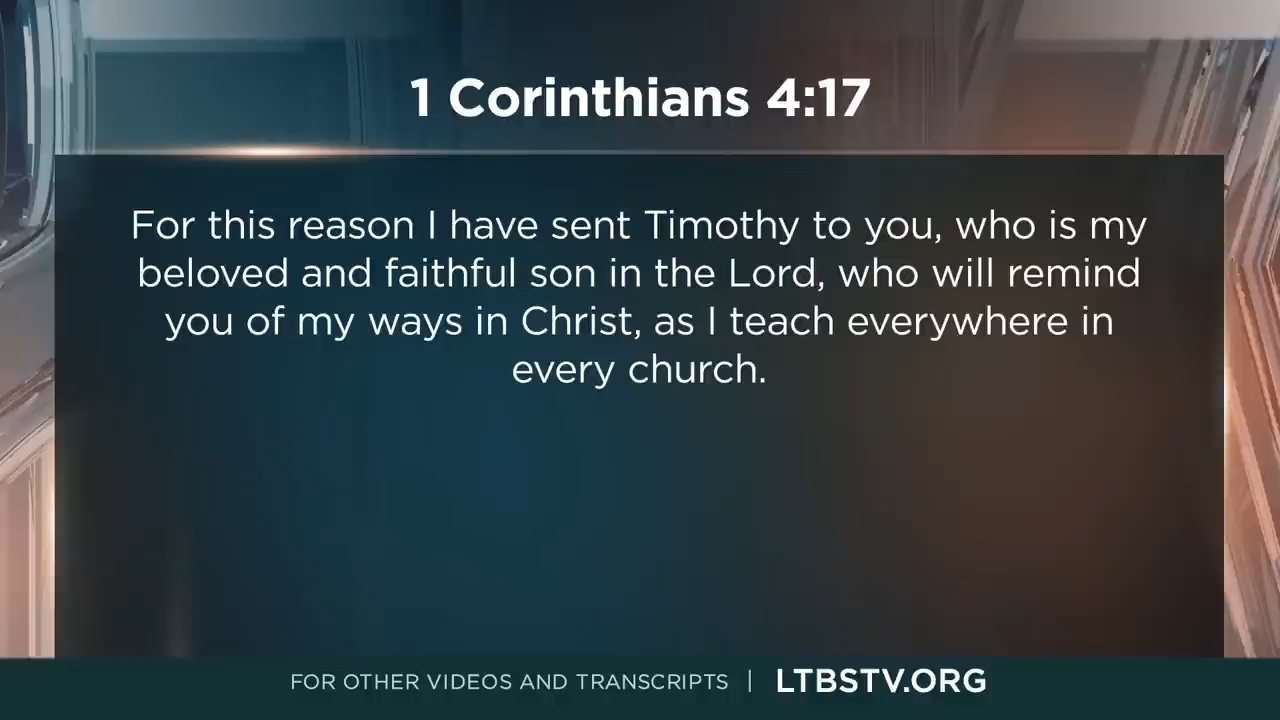 1 Corinthians 4:17
For this reason I have sent Timothy to you, who is my
beloved and faithful son in the Lord, who will remind
you of my ways in Christ, as I teach everywhere in
every church.
FOR OTHER VIDEOS AND TRANSCRIPTS | LTBSTV.ORG